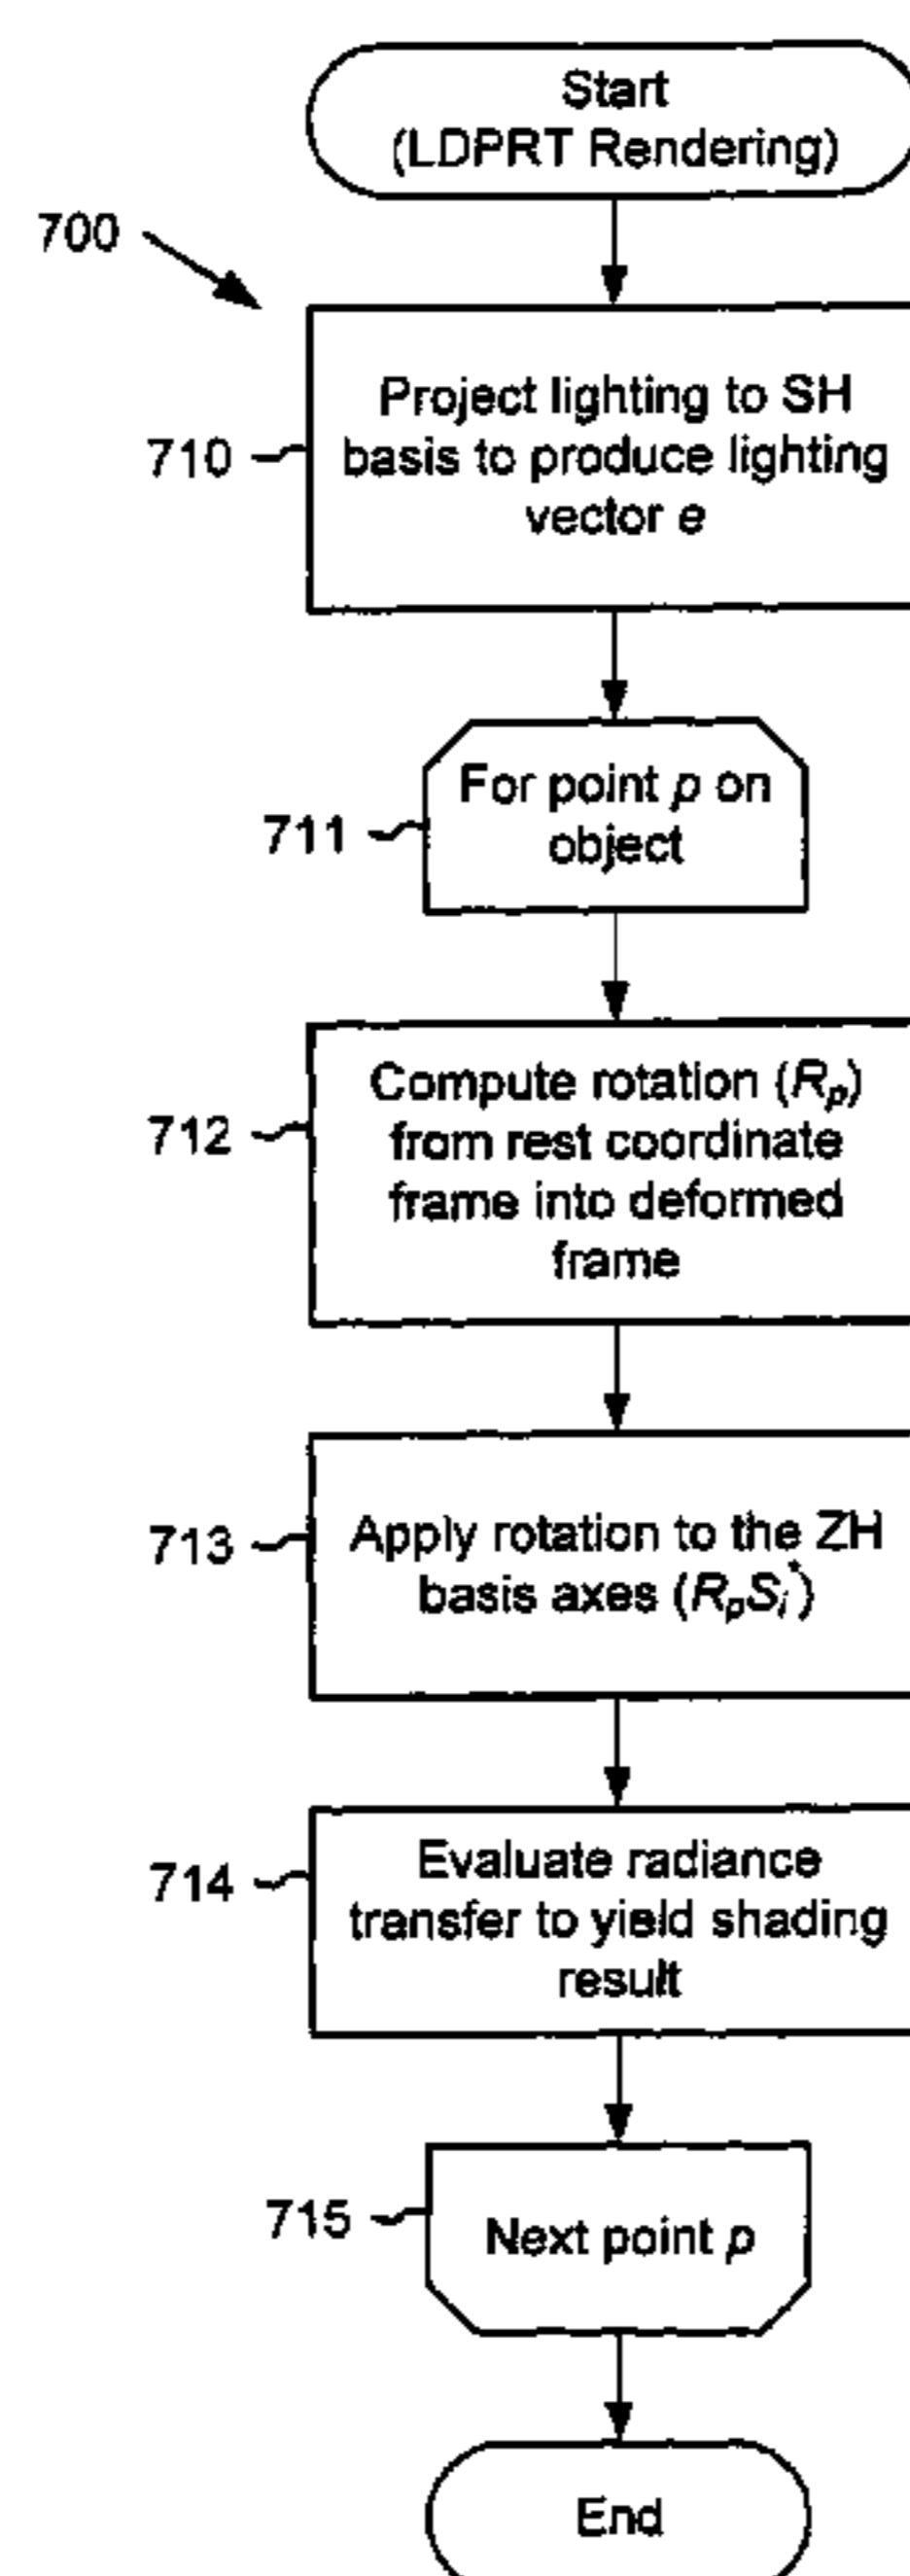 Start
(LDPRT Rendering)
700
Project lighting to SH
710
basis to produce lighting
vector e
For point p on
711
object
Compute rotation (Rp)
712
from rest coordinate
frame into deformed
frame
713
Apply rotation to the ZH
basis axes (RpSi*)
714
Evaluate radiance
transfer to yield shading
result
715
Next point p
End